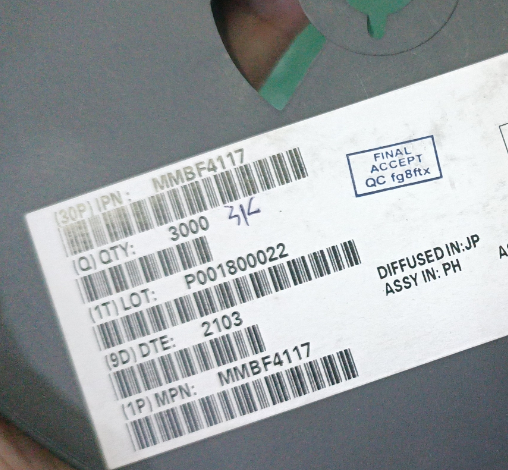 (30P) IPN: MMBF4117
(Q) QTY: 3000 3K
(1T) LOT: P001800022
(9D) DTE: 2103
(1P) MPN: MMBF4117
FINAL
ACCEPT
QC fg8ftx
DIFFUSED IN: JP
ASSY IN: PH